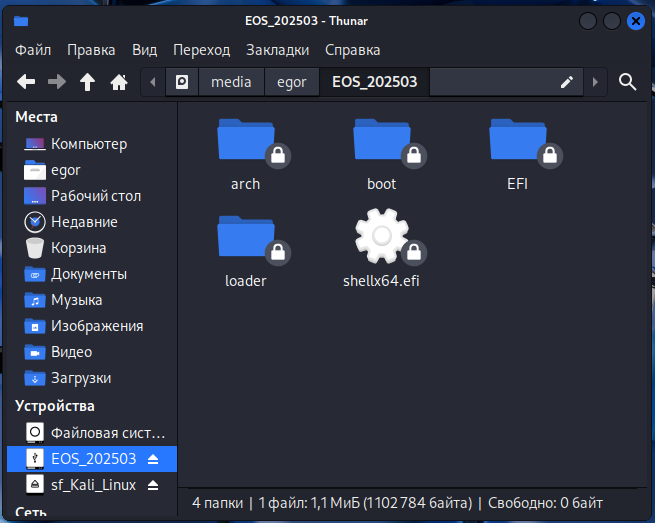 EOS_202503 - Thunar
Файл Правка Вид Переход Закладки Справка
media egor EOS_202503
Места
Компьютер
egor
Рабочий стол
Недавние
Корзина
Документы
Музыка
Изображения
Видео
Загрузки
Устройства
Файловая сист...
EOS_202503
sf_Kali_Linux
Сеть
arch boot EFI
loader shellx64.efi
4 папки | 1 файл: 1,1 МиБ (1 102 784 байта) | Свободно: 0 байт